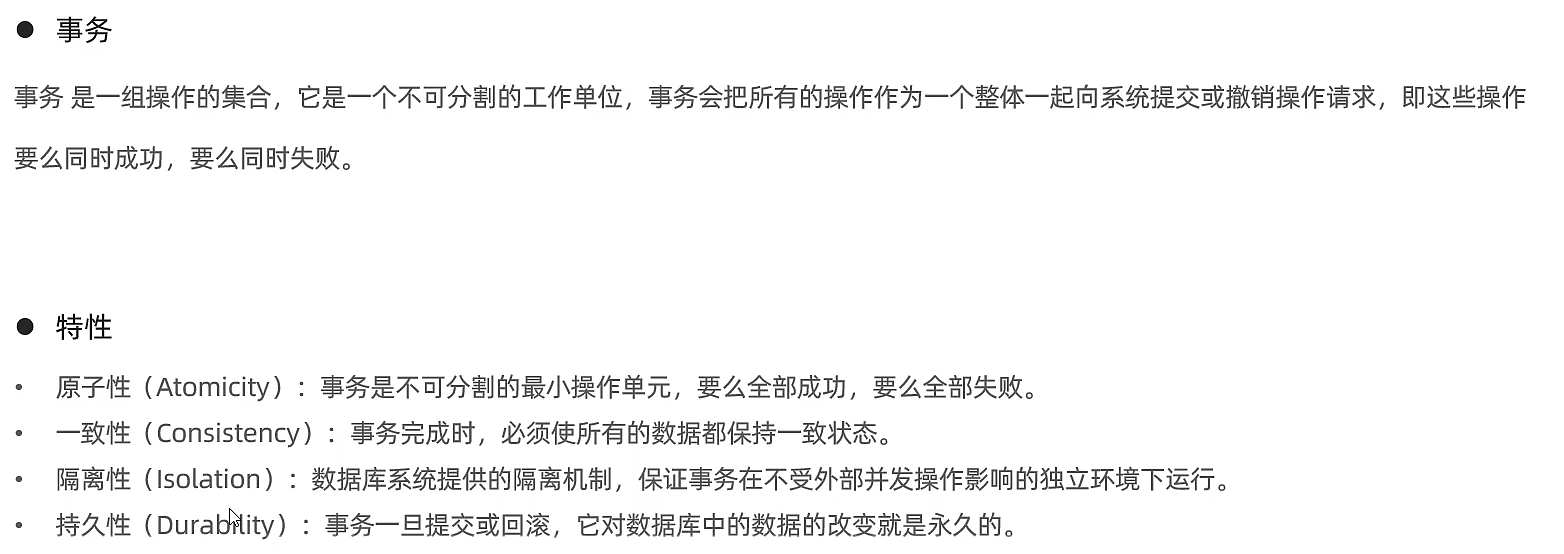 ● 事务
事务 是一组操作的集合，它是一个不可分割的工作单位，事务会把所有的操作作为一个整体一起向系统提交或撤销操作请求，即这些操作
要么同时成功，要么同时失败。
● 特性
• 原子性（Atomicity）：事务是不可分割的最小操作单元，要么全部成功，要么全部失败。
• 一致性（Consistency）：事务完成时，必须使所有的数据都保持一致状态。
• 隔离性（Isolation）：数据库系统提供的隔离机制，保证事务在不受外部并发操作影响的独立环境下运行。
• 持久性（Durability）：事务一旦提交或回滚，它对数据库中的数据的改变就是永久的。